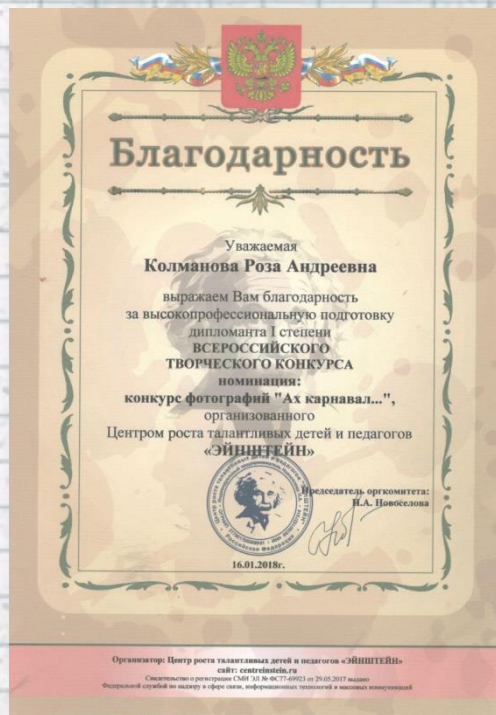 Благодарность
Уважаемая
Колманова Роза Андреевна
выражаем Вам благодарность
за высокопрофессиональную подготовку
дипломанта I степени
ВСЕРОССИЙСКОГО
ТВОРЧЕСКОГО КОНКУРСА
номинация:
конкурс фотографий "Ах карнавал...",
организованного
Центром роста талантливых детей и педагогов
«ЭЙНШТЕЙН»
Председатель оргкомитета:
Н.А. Новоселова
Российская Федерация
16.01.2018г.
Организатор: Центр роста талантливых детей и педагогов «ЭЙНШТЕЙН»
сайт: centreinstein.ru
Свидетельство о регистрации СМИ ЭЛ № ФС77-69923 от 29.05.2017 выдано
Федеральной службой по надзору в сфере связи, информационных технологий и массовых коммуникаций